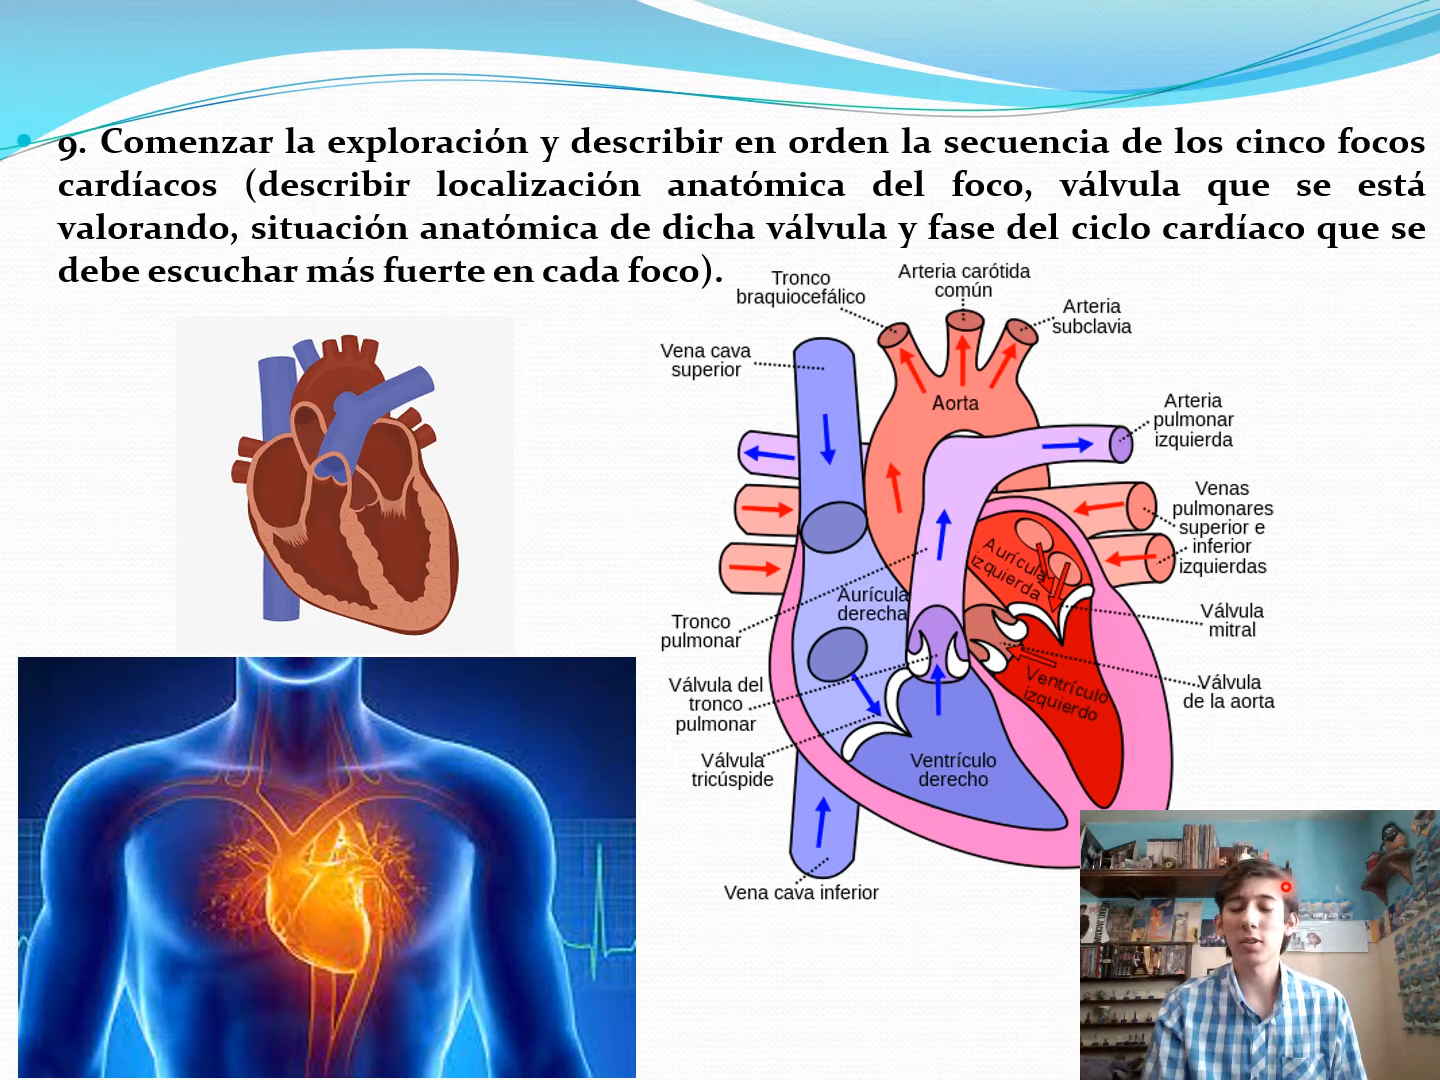 9. Comenzar la exploración y describir en orden la secuencia de los cinco focos
cardíacos (describir localización anatómica del foco, válvula que se está
valorando, situación anatómica de dicha válvula y fase del ciclo cardíaco que se
debe escuchar más fuerte en cada foco).
Tronco
braquiocefálico
Arteria carótida
común
Arteria
subclavia
Vena cava
superior
Aorta
Arteria
pulmonar
izquierda
Venas
pulmonares
superior e
inferior
izquierdas
Aurícula
izquierda
Aurícula
derecha
Tronco
pulmonar
Válvula
mitral
Válvula del
tronco
pulmonar
Ventrículo
izquierdo
Válvula
de la aorta
Válvula
tricúspide
Ventrículo
derecho
Vena cava inferior